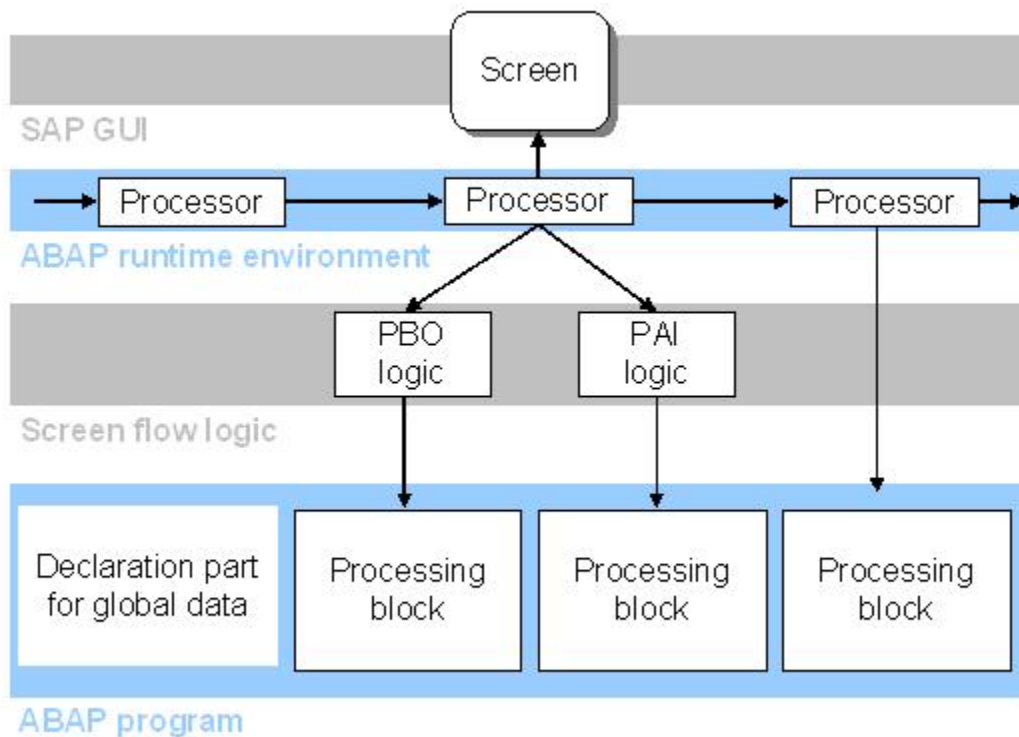 Screen
SAP GUI
Processor
Processor
Processor
ABAP runtime environment
PBO
logic
PAI
logic
Screen flow logic
Declaration part
for global data
Processing
block
Processing
block
Processing
block
ABAP program